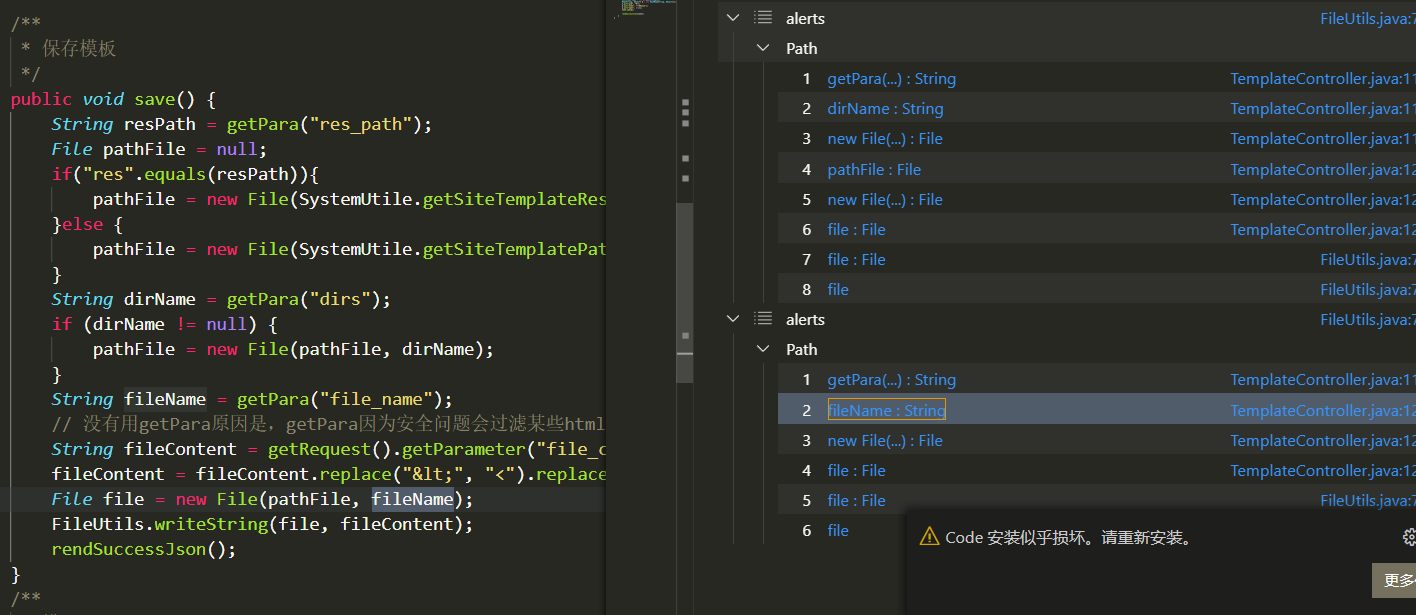 /**
* 保存模板
*/
public void save() {
String resPath = getPara("res_path");
File pathFile = null;
if("res".equals(resPath)){
pathFile = new File(SystemUtile.getSiteTemplateRes
}else {
pathFile = new File(SystemUtile.getSiteTemplatePat
}
String dirName = getPara("dirs");
if (dirName != null) {
pathFile = new File(pathFile, dirName);
}
String fileName = getPara("file_name");
// 没有用getPara原因是，getPara因为安全问题会过滤某些html
String fileContent = getRequest().getParameter("file_c
fileContent = fileContent.replace("&lt;", "<").replace
File file = new File(pathFile, fileName);
FileUtils.writeString(file, fileContent);
rendSuccessJson();
}
/**
alerts FileUtils.java:7
Path
1 getPara(...) : String TemplateController.java:11
2 dirName : String TemplateController.java:11
3 new File(...) : File TemplateController.java:11
4 pathFile : File TemplateController.java:12
5 new File(...) : File TemplateController.java:12
6 file : File TemplateController.java:12
7 file : File FileUtils.java:7
8 file FileUtils.java:7
alerts FileUtils.java:7
Path
1 getPara(...) : String TemplateController.java:11
2 fileName : String TemplateController.java:12
3 new File(...) : File TemplateController.java:12
4 file : File TemplateController.java:12
5 file : File FileUtils.java:7
6 file
Code 安装似乎损坏。请重新安装。
更多